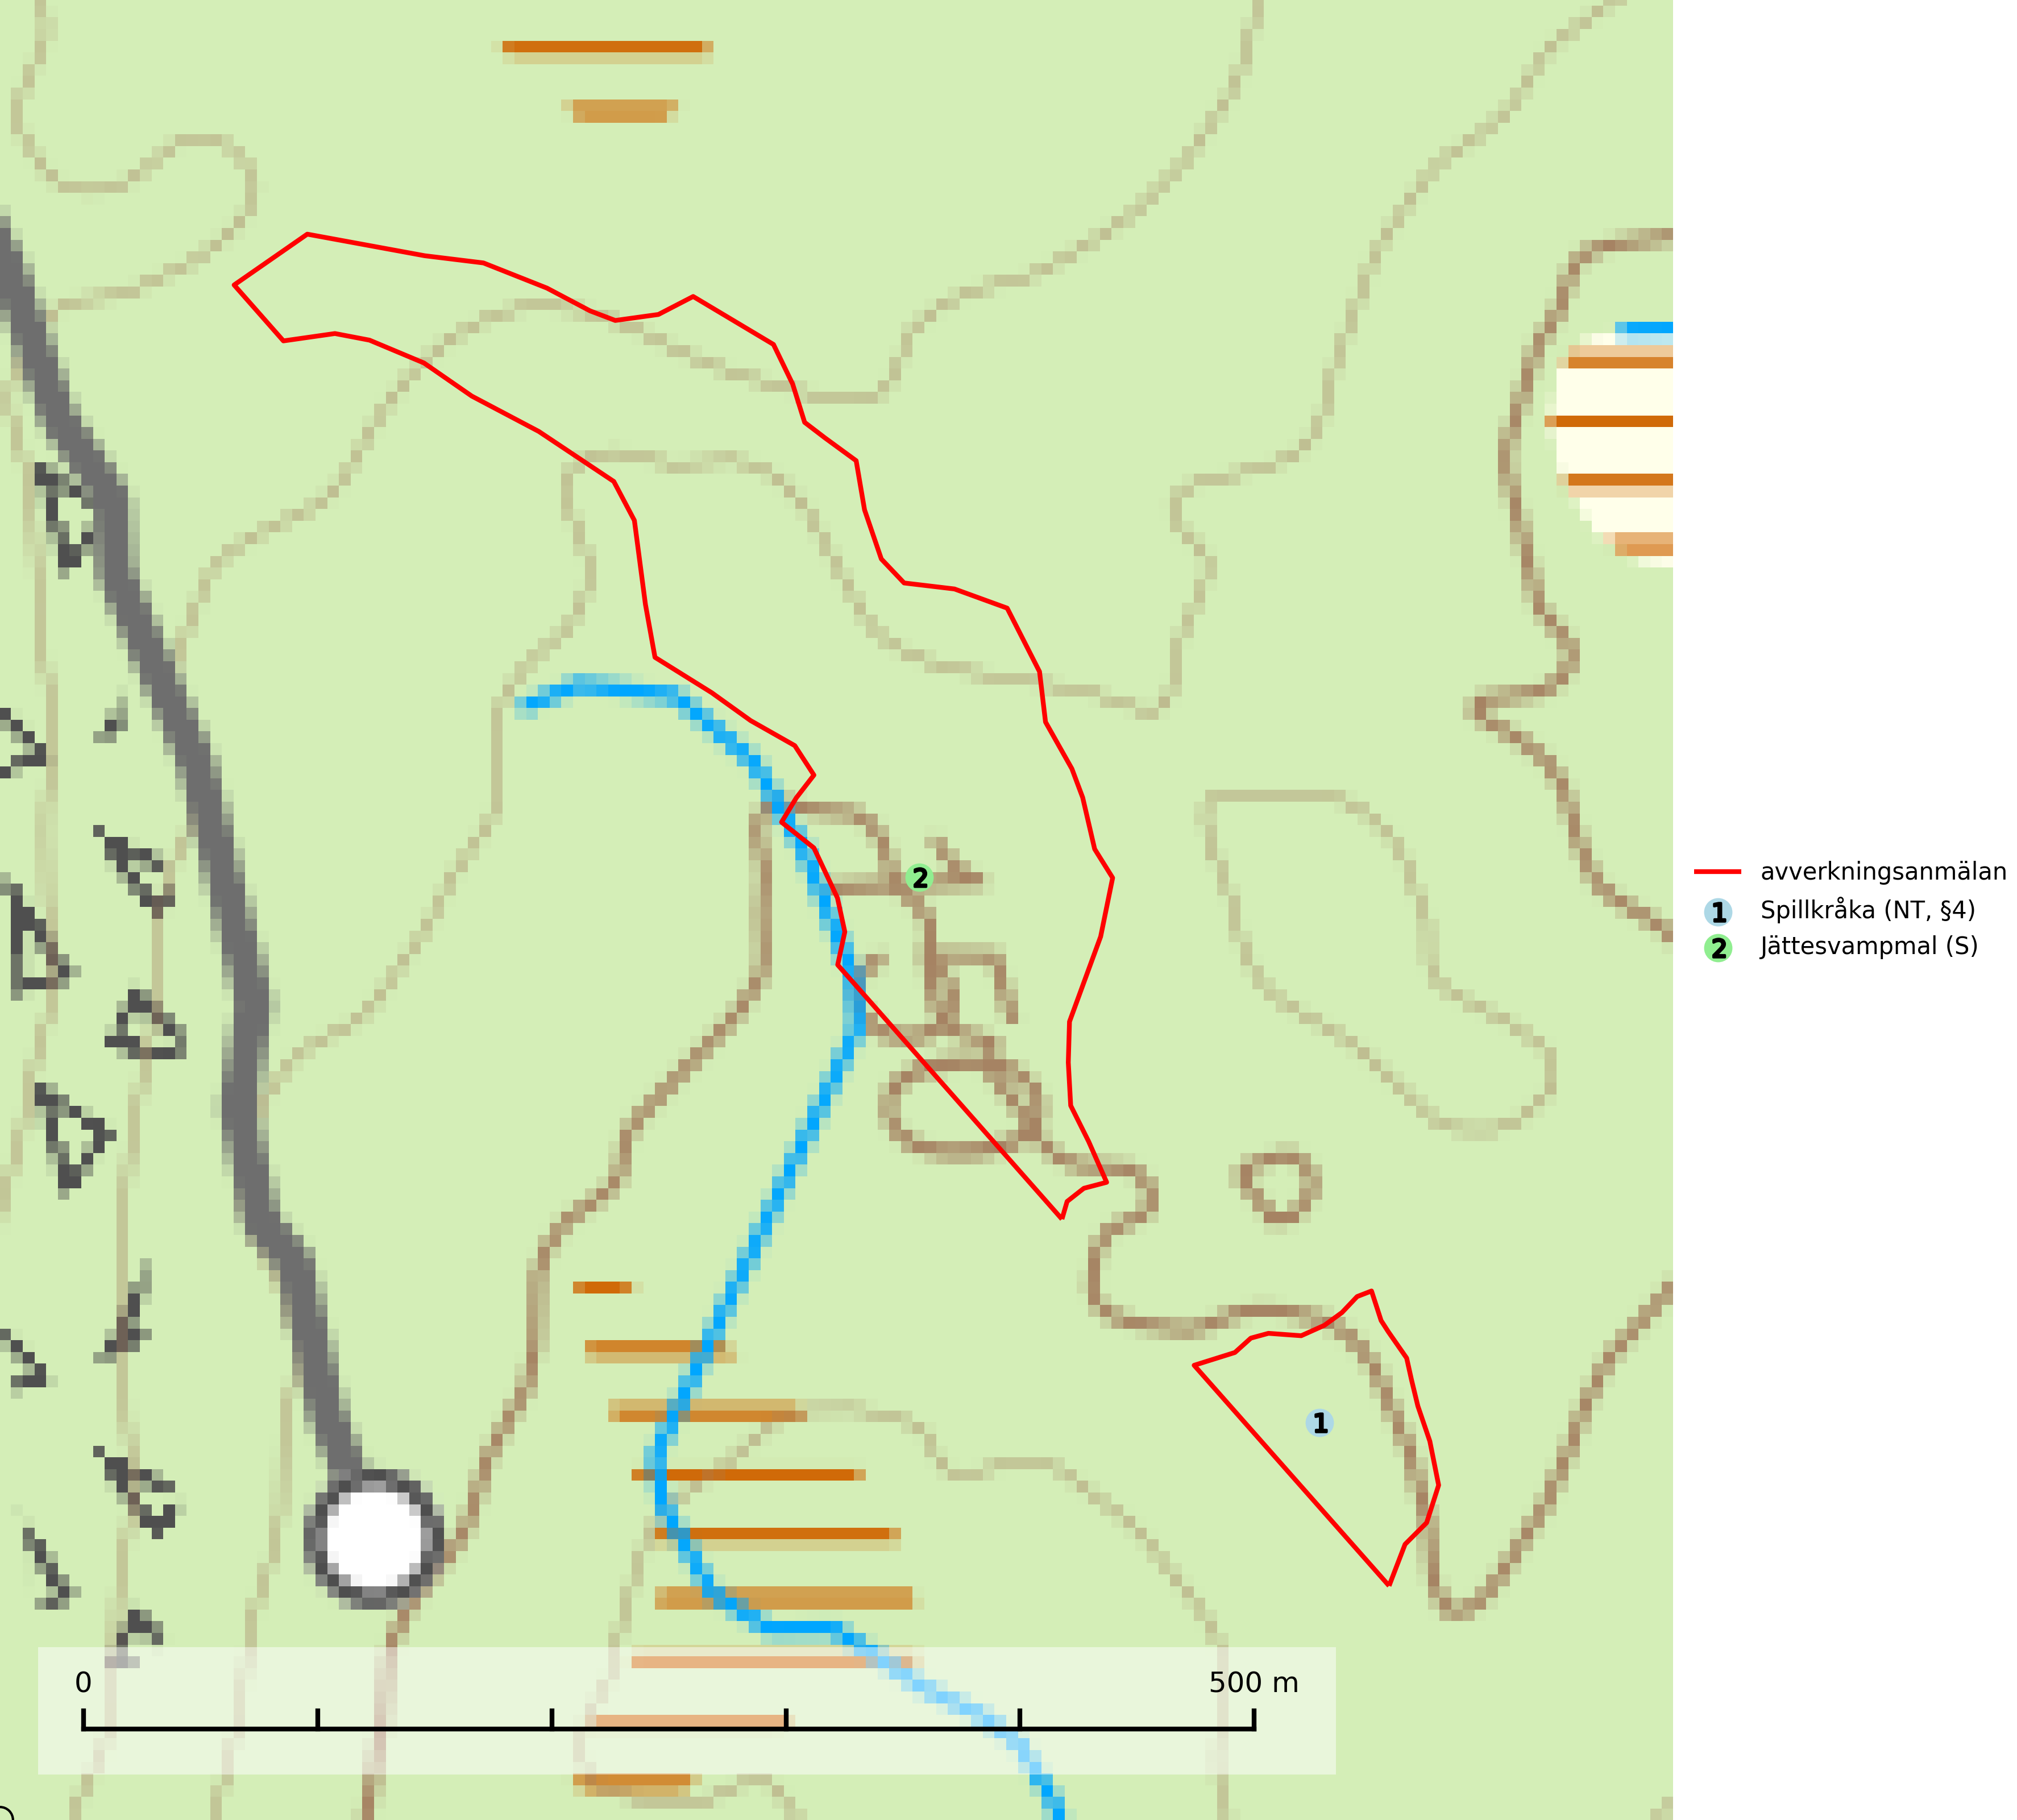 2
1
avverkningsanmälan
1 Spillkråka (NT, §4)
2 Jättesvampmal (S)
0 500 m